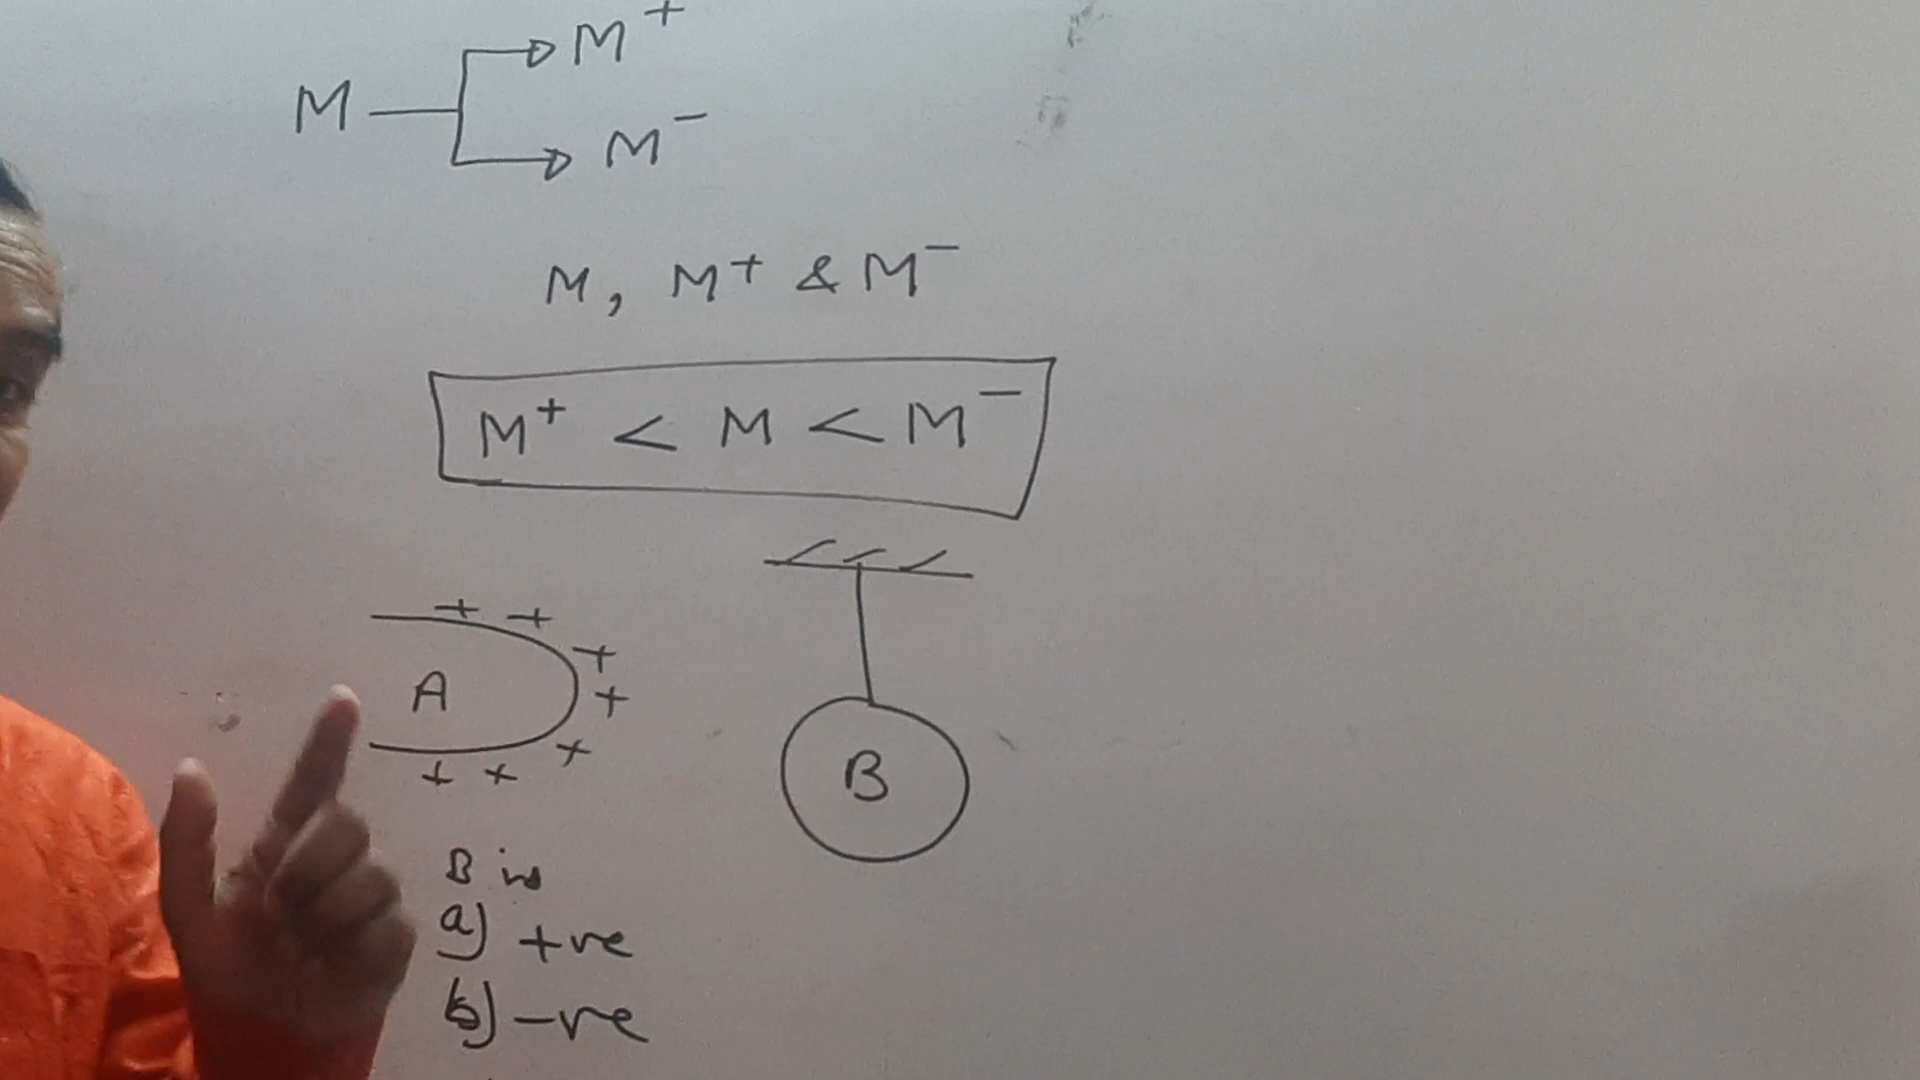 M⁺
M
M⁻
M, M⁺ & M⁻
M⁺ < M < M⁻
+ +
+
A +
+
+ +
B
B is
a) +ve
b) -ve